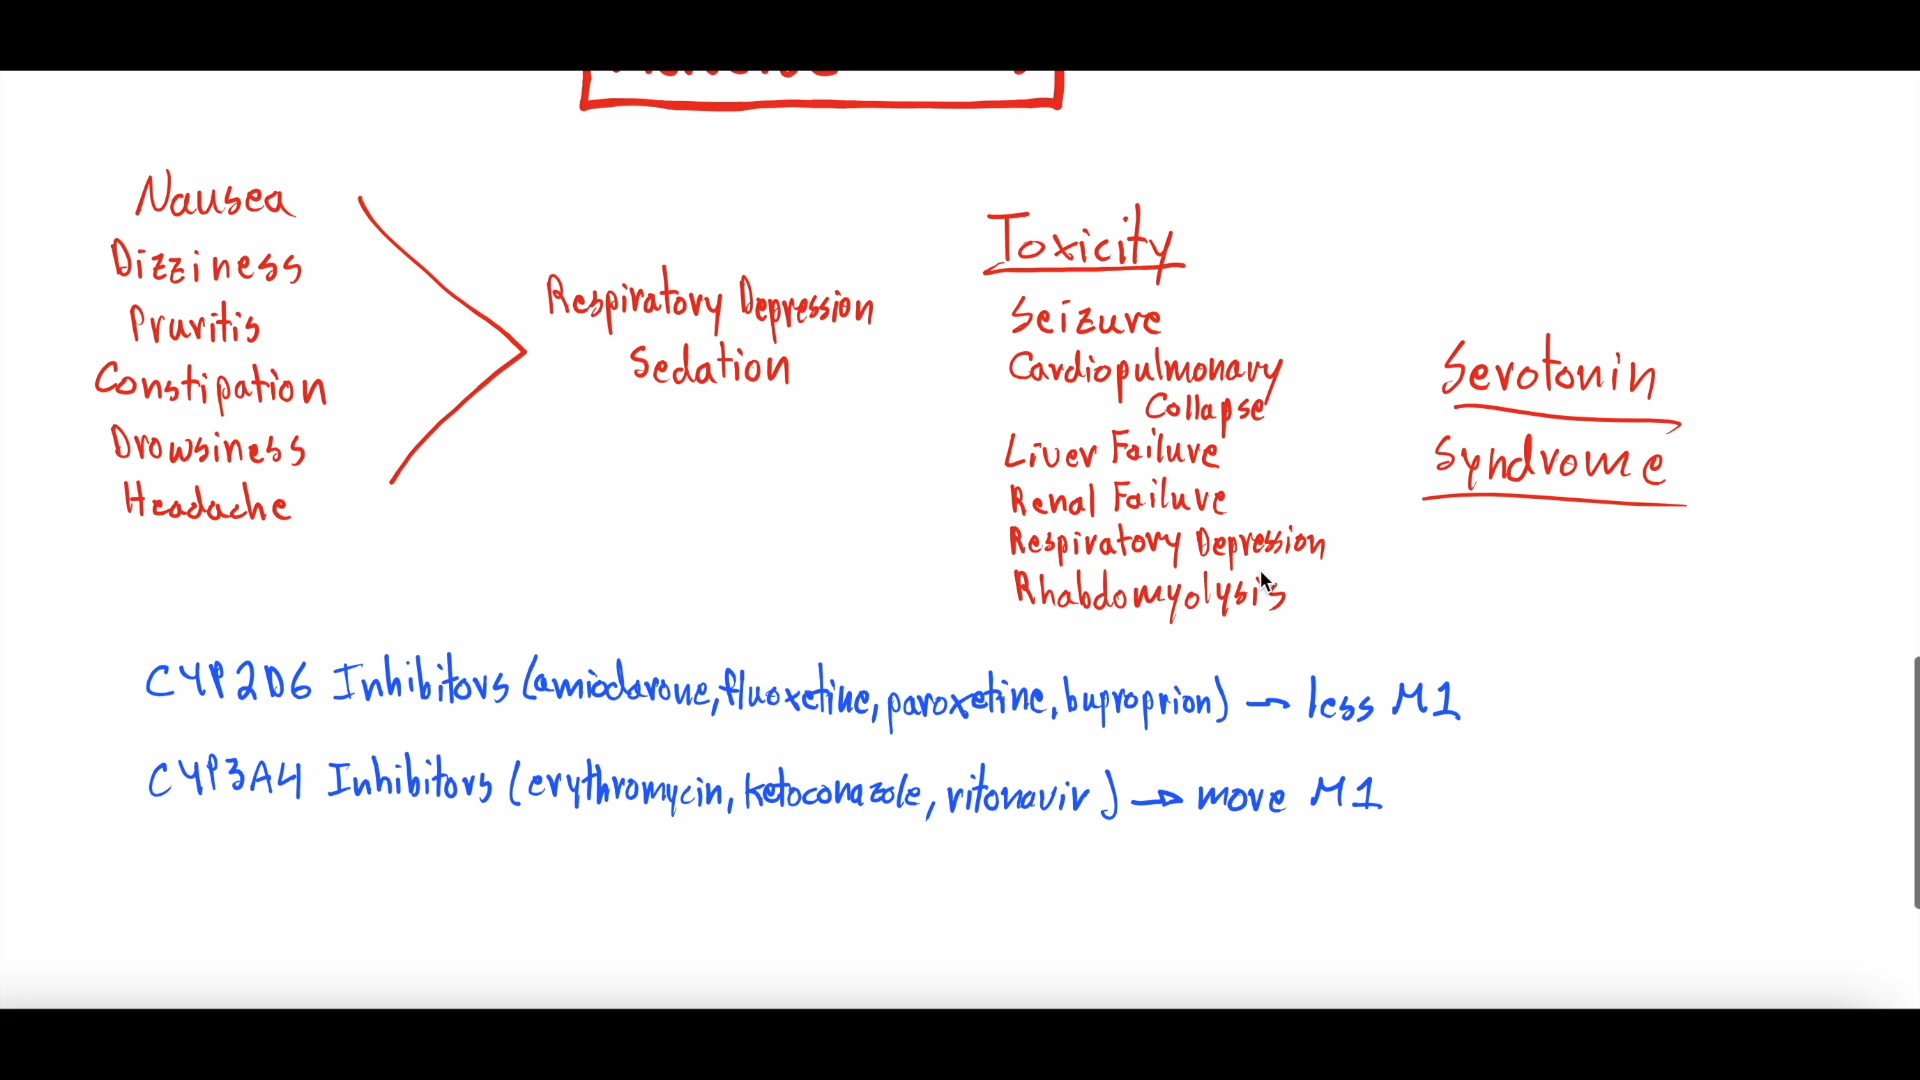 Nausea
Dizziness
Pruritis
Constipation
Drowsiness
Headache
Respiratory Depression
Sedation
Toxicity
Seizure
Cardiopulmonary
Collapse
Liver Failure
Renal Failure
Respiratory Depression
Rhabdomyolysis
Serotonin
Syndrome
CYP2D6 Inhibitors (amiodarone, fluoxetine, paroxetine, buproprion) → less M1
CYP3A4 Inhibitors (erythromycin, ketoconazole, ritonavir) → more M1